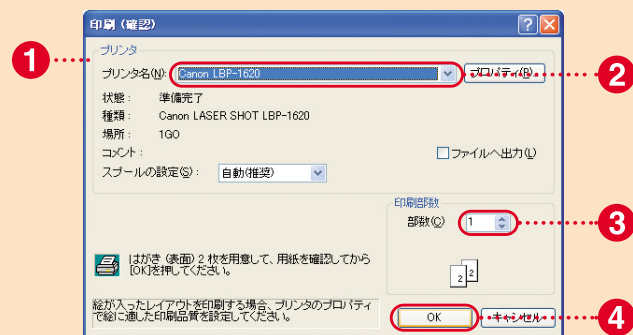 印刷（確認）
プリンタ
プリンタ名(N): Canon LBP-1620 プロパティ(P)...
状態： 準備完了
種類： Canon LASER SHOT LBP-1620
場所： 1GO
コメント：
ファイルへ出力(L)
スプールの設定(S)： 自動(推奨)
印刷部数
部数(C) 1
2 2
はがき（表面）2 枚を用意して、用紙を確認してから
[OK]を押してください。
絵が入ったレイアウトを印刷する場合、プリンタのプロパティ
で絵に適した印刷品質を設定してください。
OK キャンセル
1
2
3
4